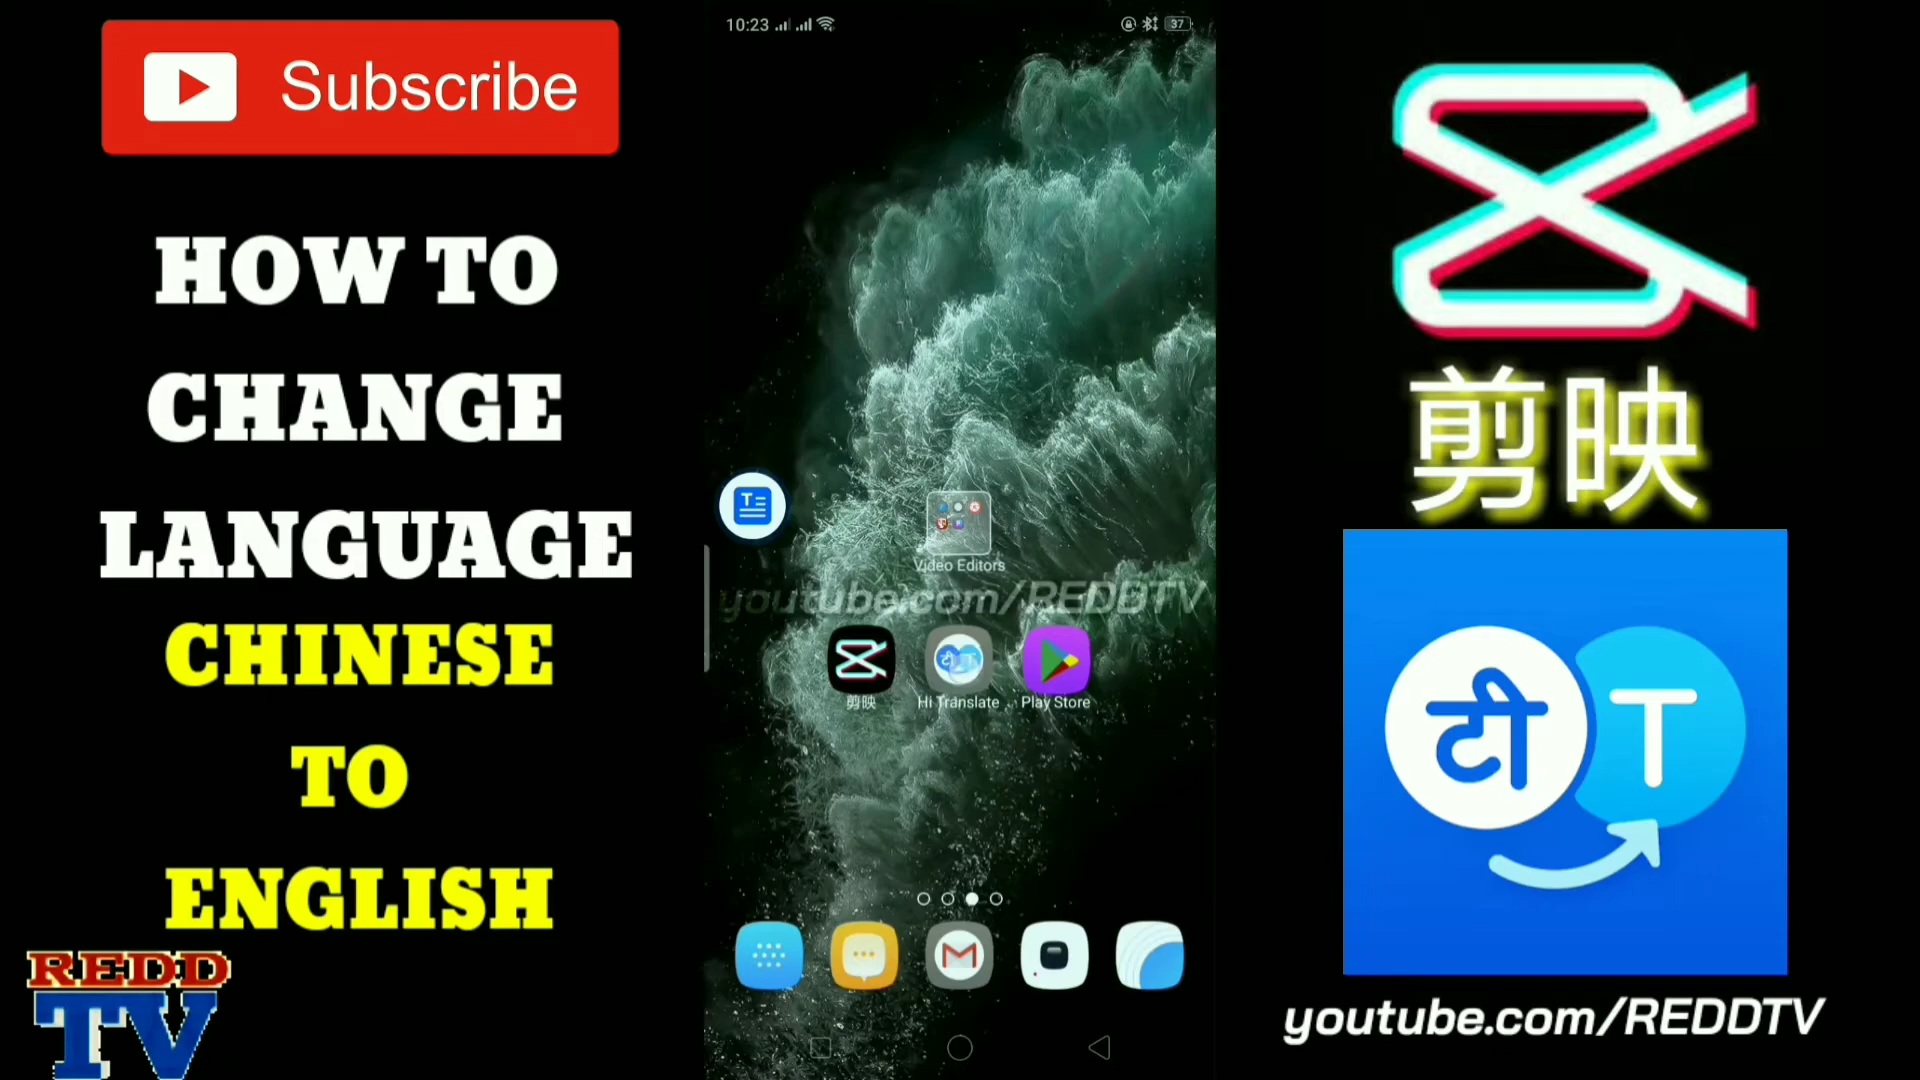 Subscribe
HOW TO
CHANGE
LANGUAGE
CHINESE
TO
ENGLISH
REDD
TV
10:23
37
Video Editors
youtube.com/REDDTV
剪映
Hi Translate
Play Store
剪映
टी T
youtube.com/REDDTV